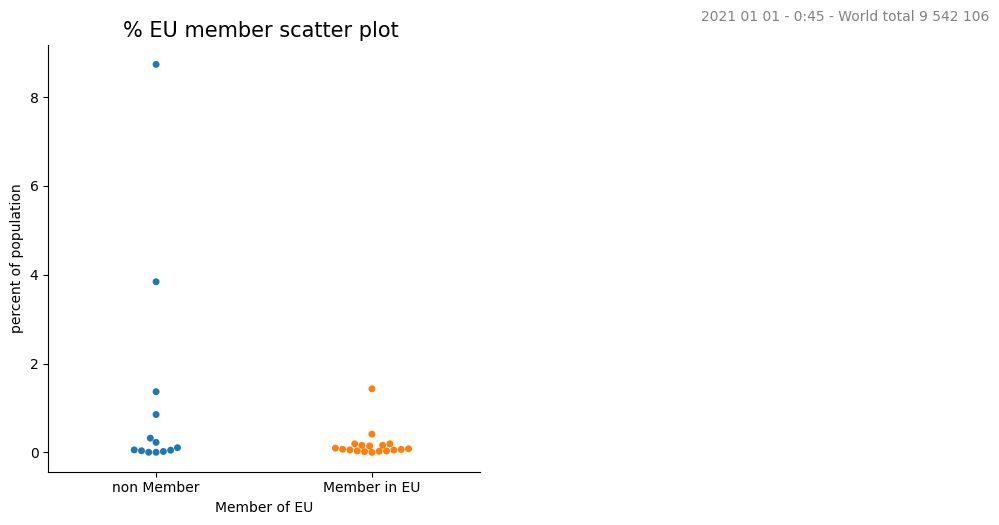 2021 01 01 - 0:45 - World total 9 542 106
% EU member scatter plot
percent of population
8
6
4
2
0
non Member
Member in EU
Member of EU